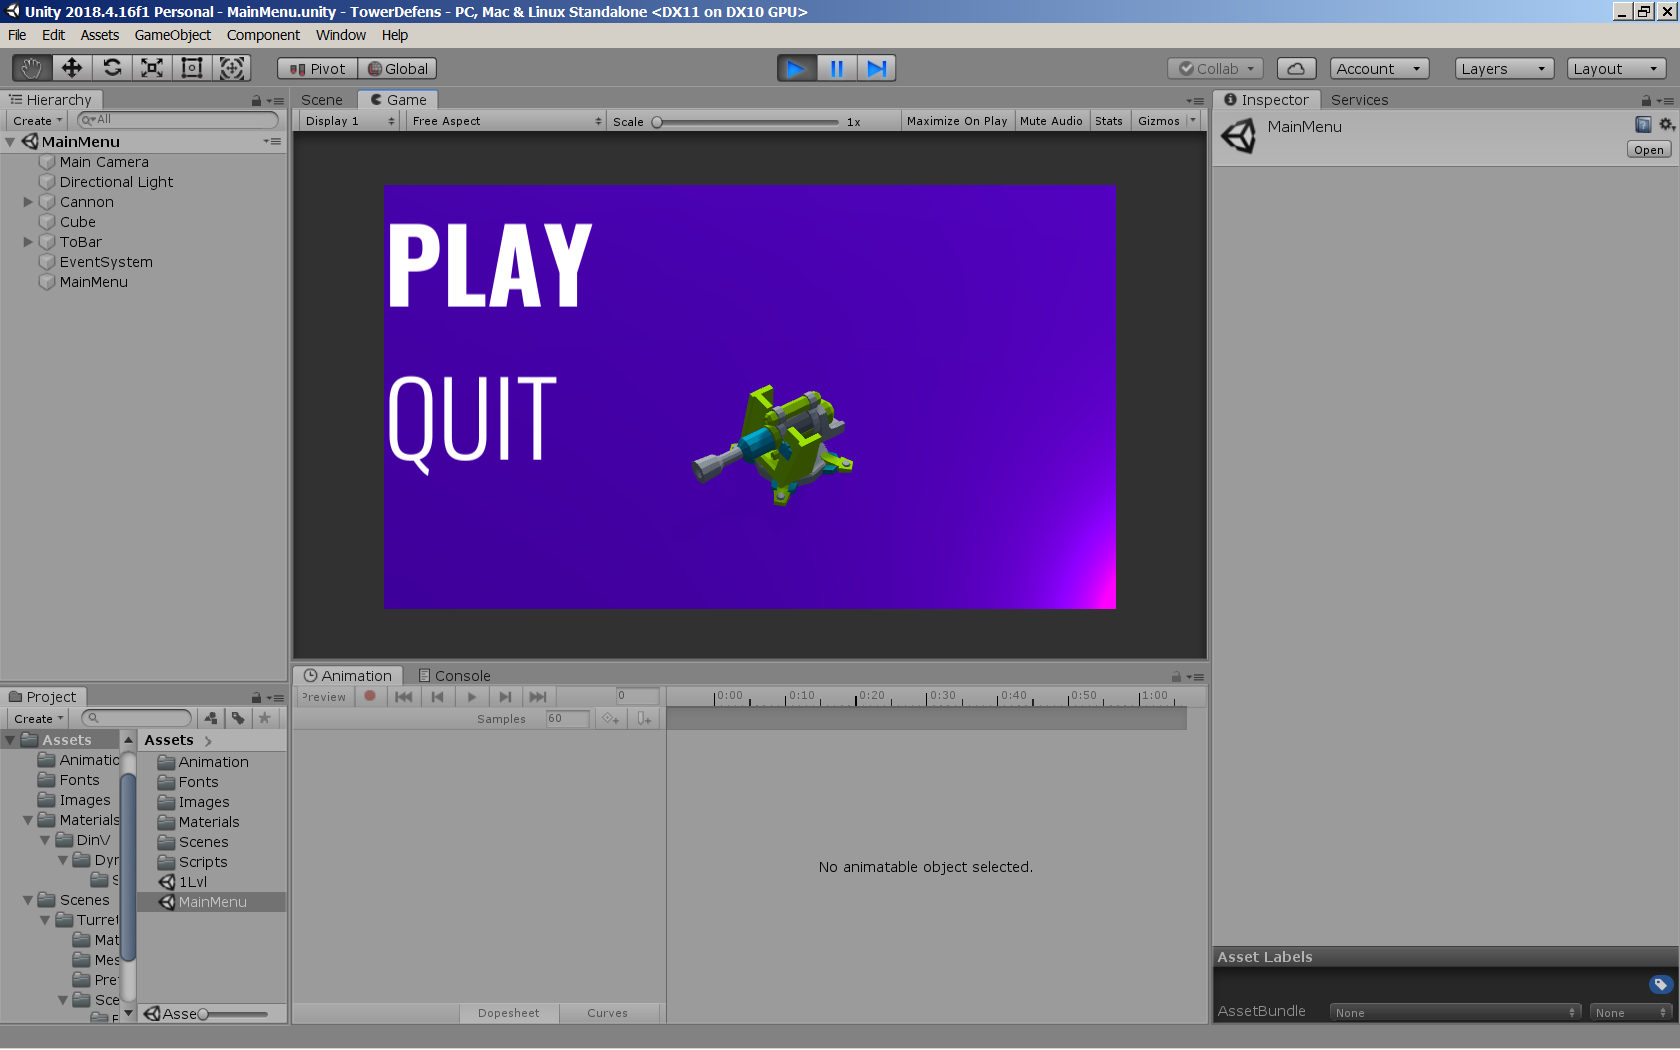 Unity 2018.4.16f1 Personal - MainMenu.unity - TowerDefens - PC, Mac & Linux Standalone <DX11 on DX10 GPU>
File Edit Assets GameObject Component Window Help
Pivot Global Collab Account Layers Layout
Hierarchy
Create All
MainMenu
Main Camera
Directional Light
Cannon
Cube
ToBar
EventSystem
MainMenu
Scene Game
Display 1 Free Aspect Scale 1x Maximize On Play Mute Audio Stats Gizmos
PLAY
QUIT
Inspector Services
MainMenu
Open
Project
Create
Assets
Animatic
Fonts
Images
Materials
Din\/
Dyr
S
Scenes
Turret
Mat
Mes
Pre
Sce
Assets
Animation
Fonts
Images
Materials
Scenes
Scripts
1Lvl
MainMenu
Asse
Animation Console
Preview 0 0:00 0:10 0:20 0:30 0:40 0:50 1:00
Samples 60
No animatable object selected.
Dopesheet Curves
Asset Labels
AssetBundle None None